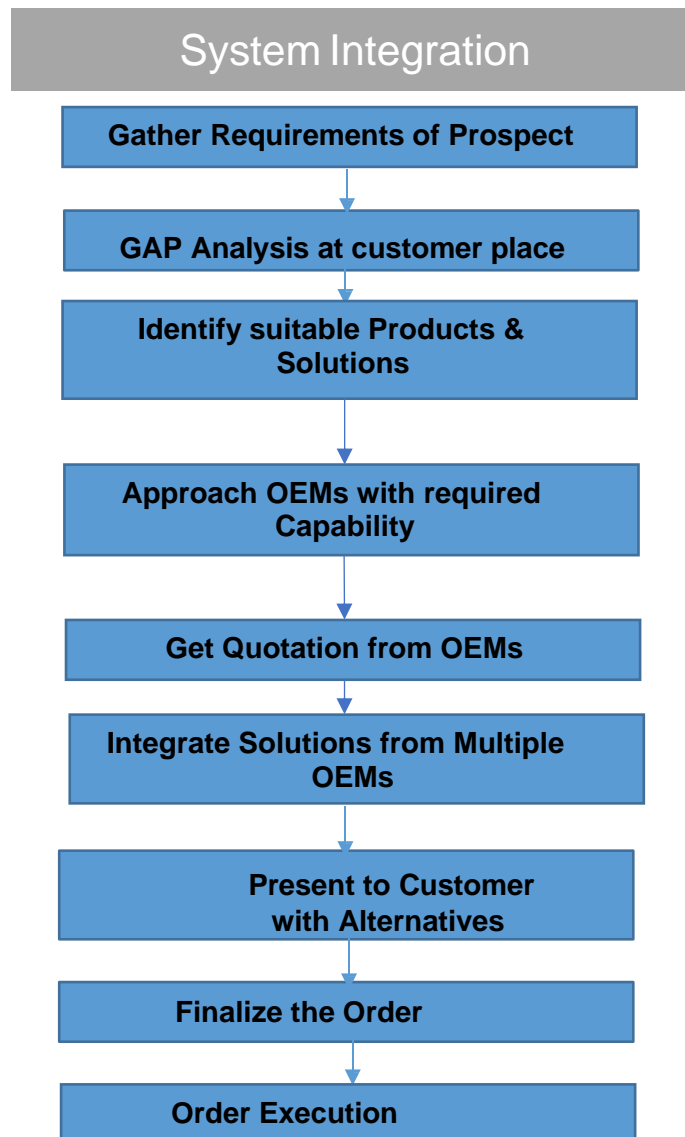 System Integration
Gather Requirements of Prospect
GAP Analysis at customer place
Identify suitable Products &
Solutions
Approach OEMs with required
Capability
Get Quotation from OEMs
Integrate Solutions from Multiple
OEMs
Present to Customer
with Alternatives
Finalize the Order
Order Execution